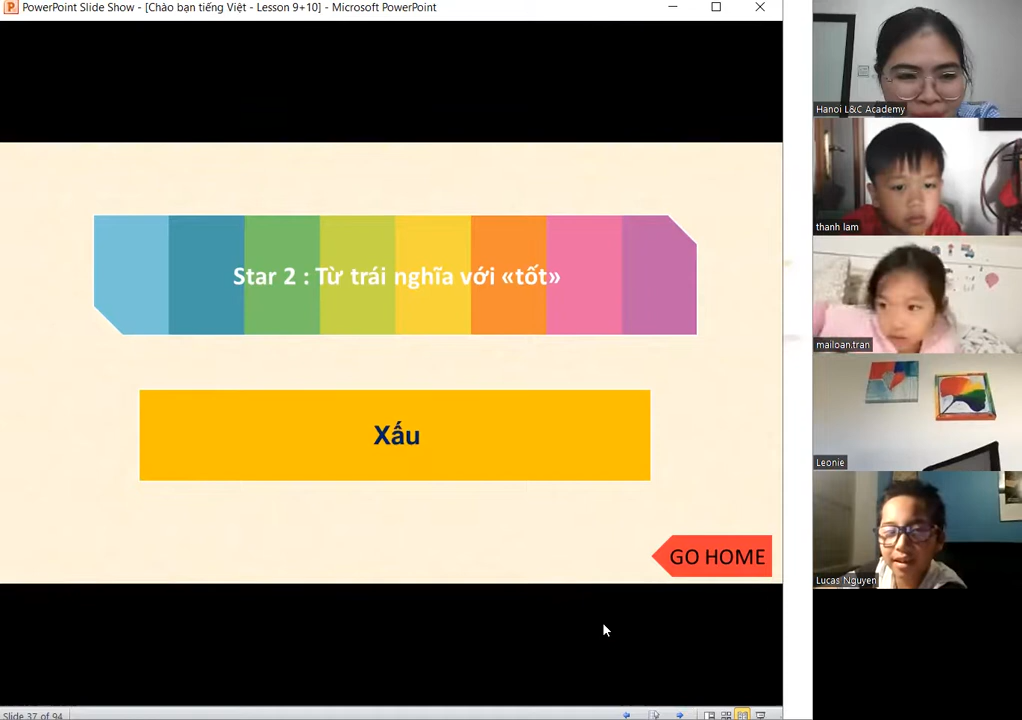 PowerPoint Slide Show - [Chào bạn tiếng Việt - Lesson 9+10] - Microsoft PowerPoint
Star 2 : Từ trái nghĩa với «tốt»
Xấu
GO HOME
Slide 37 of 94
Hanoi L&C Academy
thanh lam
mailoan.tran
Leonie
Lucas Nguyen